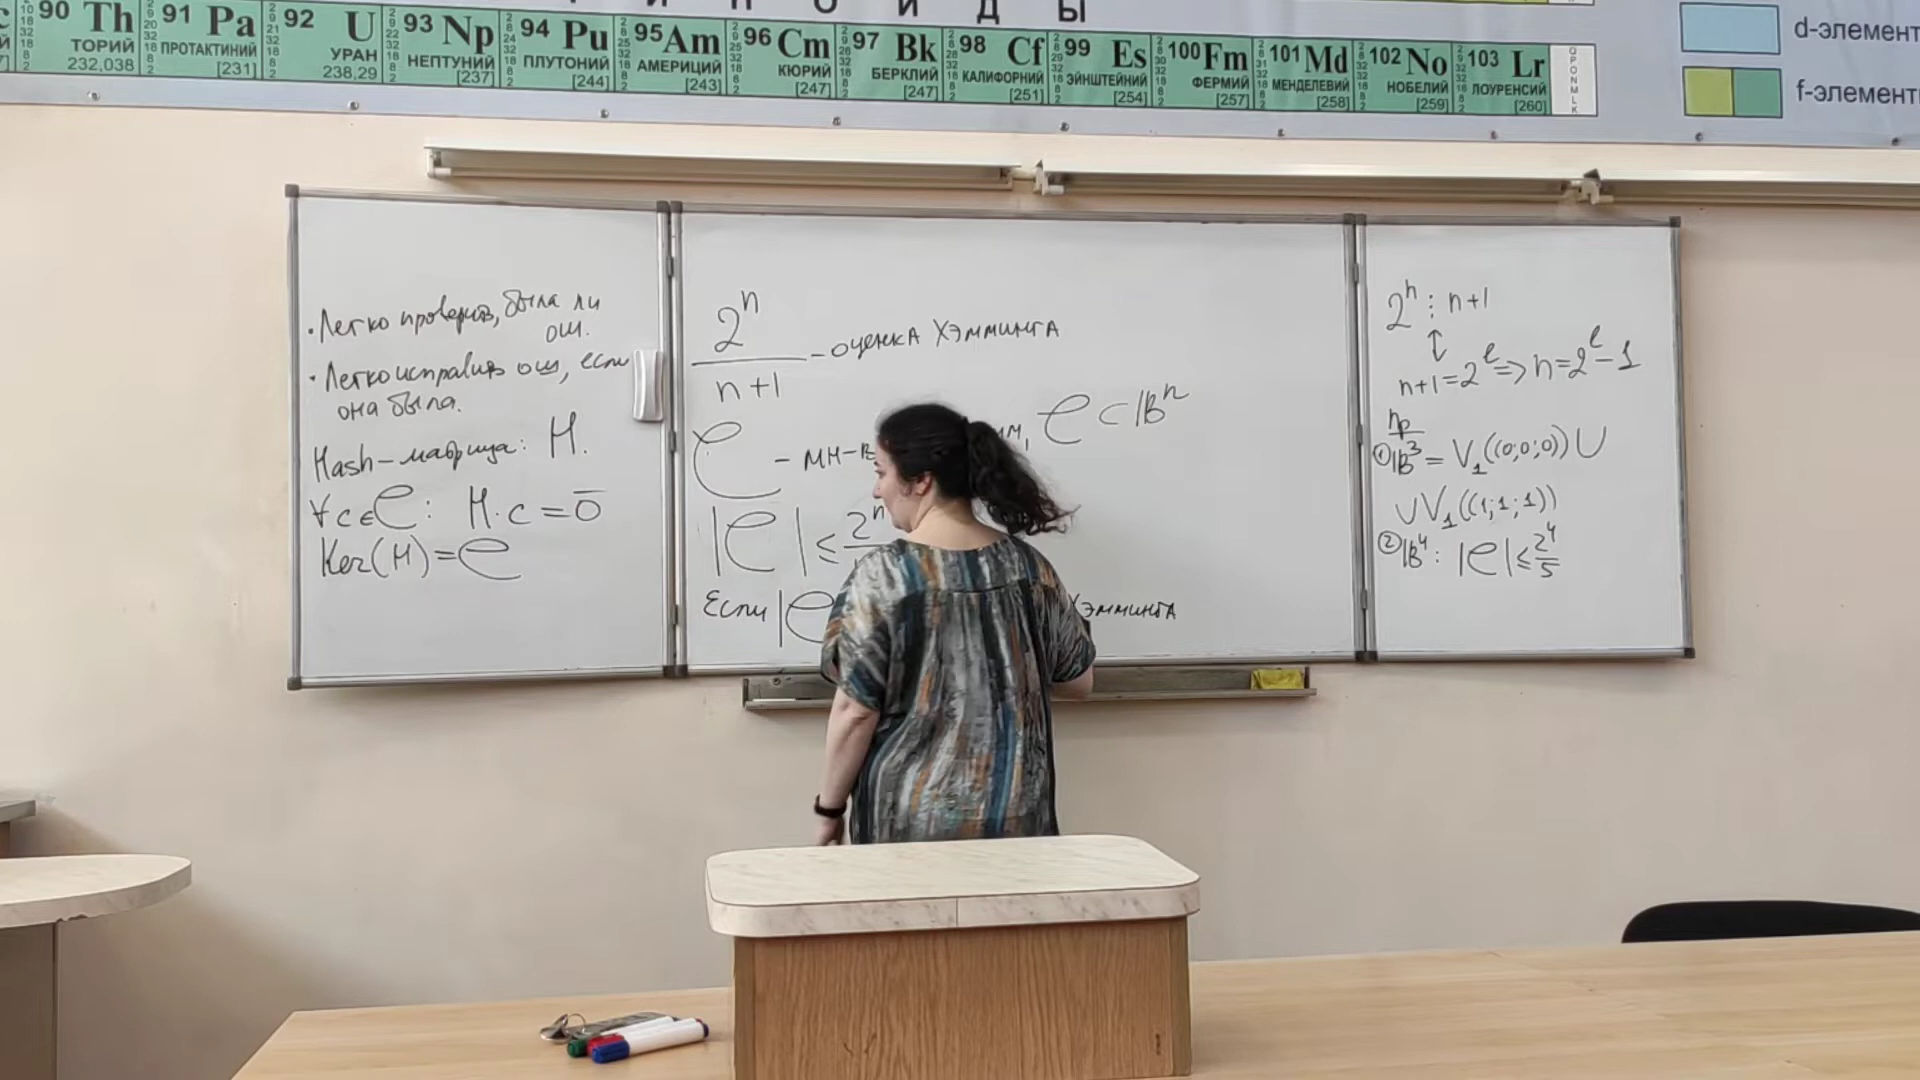 И Н О И Д Ы
90 Th ТОРИЙ 232,038
91 Pa ПРОТАКТИНИЙ [231]
92 U УРАН 238,29
93 Np НЕПТУНИЙ [237]
94 Pu ПЛУТОНИЙ [244]
95 Am АМЕРИЦИЙ [243]
96 Cm КЮРИЙ [247]
97 Bk БЕРКЛИЙ [247]
98 Cf КАЛИФОРНИЙ [251]
99 Es ЭЙНШТЕЙНИЙ [254]
100 Fm ФЕРМИЙ [257]
101 Md МЕНДЕЛЕВИЙ [258]
102 No НОБЕЛИЙ [259]
103 Lr ЛОУРЕНСИЙ [260]
Q P O N M L K
d-элемент
f-элемент
• Легко проверить, была ли
ош.
• Легко исправить ош, если
она была.
Hash-матрица: H.
∀c∈C: H·c=0̄
Ker(H)=C
2^n
/ n+1 – оценка Хэмминга
C – мн-в
C ⊂ 𝔹^n
|C| ≤ 2^n
Если |C
Хэмминга
2^n ⋮ n+1
↕
n+1=2^l => n=2^l-1
Пр
① 𝔹^3 = V_1((0;0;0)) ∪
∪V_1((1;1;1))
② 𝔹^4: |C| ≤ 2^4/5